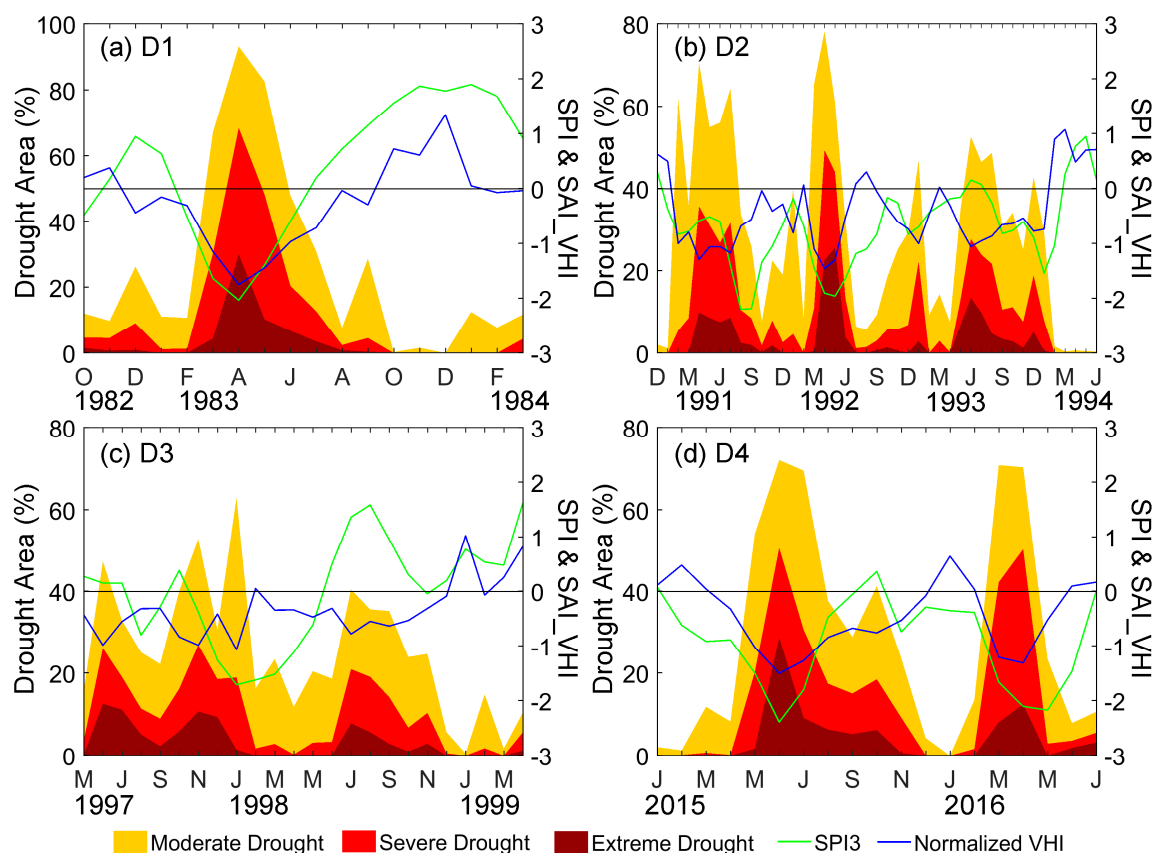 (a) D1
100
80
60
40
20
0
Drought Area (%)
3
2
1
0
-1
-2
-3
SPI & SAI_VHI
O D F A J A O D F
1982 1983 1984
(b) D2
80
60
40
20
0
Drought Area (%)
3
2
1
0
-1
-2
-3
SPI & SAI_VHI
D M J S D M J S D M J S D M J
1991 1992 1993 1994
(c) D3
80
60
40
20
0
Drought Area (%)
3
2
1
0
-1
-2
-3
SPI & SAI_VHI
M J S N J M M J S N J M
1997 1998 1999
(d) D4
80
60
40
20
0
Drought Area (%)
3
2
1
0
-1
-2
-3
SPI & SAI_VHI
J M M J S N J M M J
2015 2016
Moderate Drought Severe Drought Extreme Drought SPI3 Normalized VHI